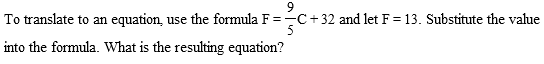 To translate to an equation, use the formula F = 9/5 C + 32 and let F = 13. Substitute the value
into the formula. What is the resulting equation?